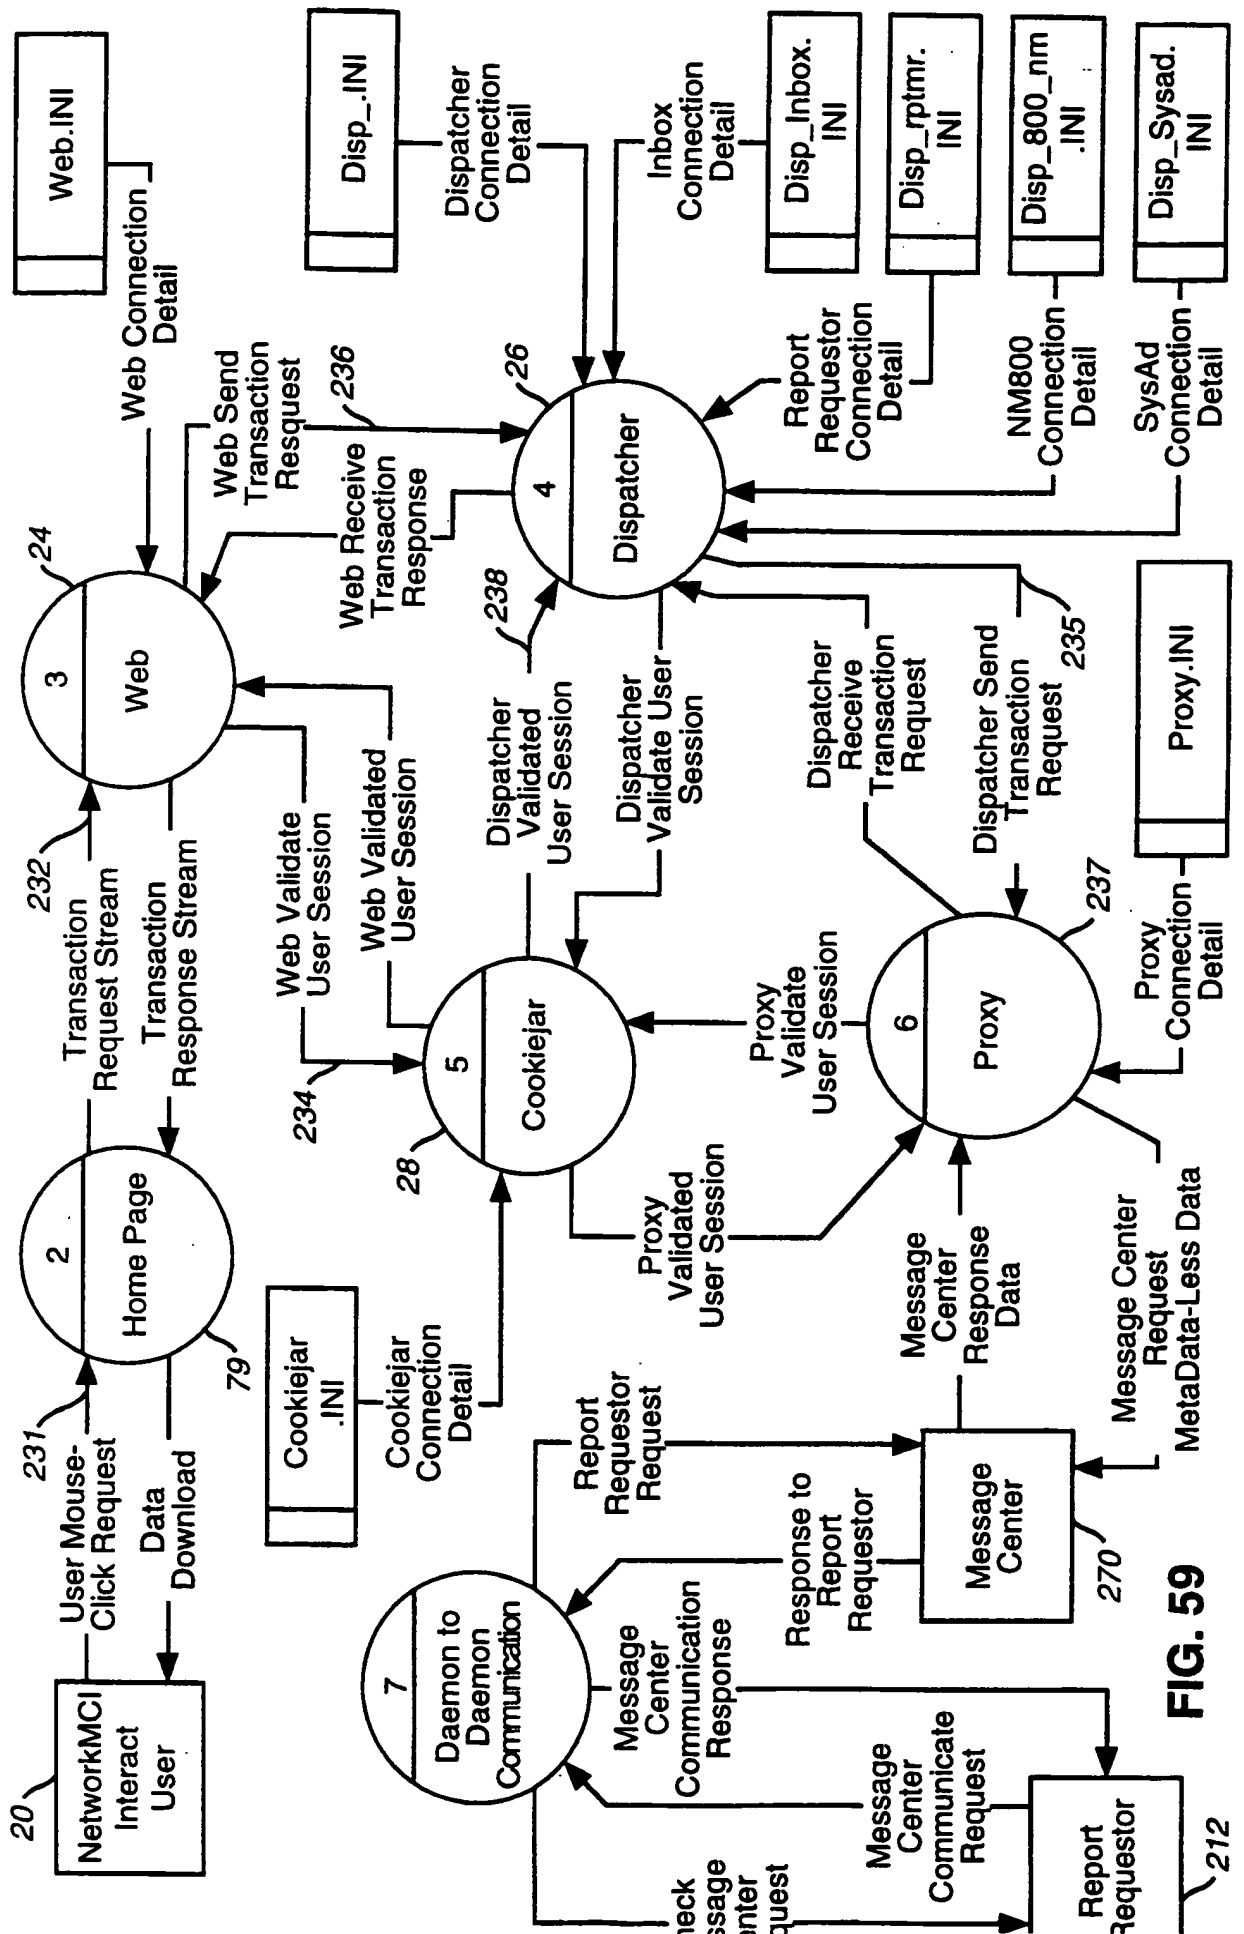 20
NetworkMCI
Interact
User
User Mouse-
Click Request
231
Data
Download
2
Home Page
79
Transaction
Request Stream
232
Transaction
Response Stream
3
Web
24
Web Connection
Detail
Web.INI
Web Validate
User Session
234
Web Validated
User Session
Web Send
Transaction
Resquest
236
Web Receive
Transaction
Response
Cookiejar
.INI
Cookiejar
Connection
Detail
5
Cookiejar
28
Dispatcher
Validated
User Session
238
Dispatcher
Validate User
Session
4
Dispatcher
26
Disp_.INI
Dispatcher
Connection
Detail
Inbox
Connection
Detail
Disp_Inbox.
INI
Report
Requestor
Connection
Detail
Disp_rptmr.
INI
NM800
Connection
Detail
Disp_800_nm
.INI
SysAd
Connection
Detail
Disp_Sysad.
INI
Proxy
Validated
User Session
Proxy
Validate
User Session
Dispatcher
Receive
Transaction
Request
Dispatcher Send
Transaction
Request
235
6
Proxy
237
Proxy
Connection
Detail
Proxy.INI
7
Daemon to
Daemon
Communication
Report
Requestor
Request
Response to
Report
Requestor
Message
Center
Response
Data
Message Center
Request
MetaData-Less Data
Message
Center
270
Message
Center
Communication
Response
Message
Center
Communicate
Request
Report
Requestor
212
FIG. 59